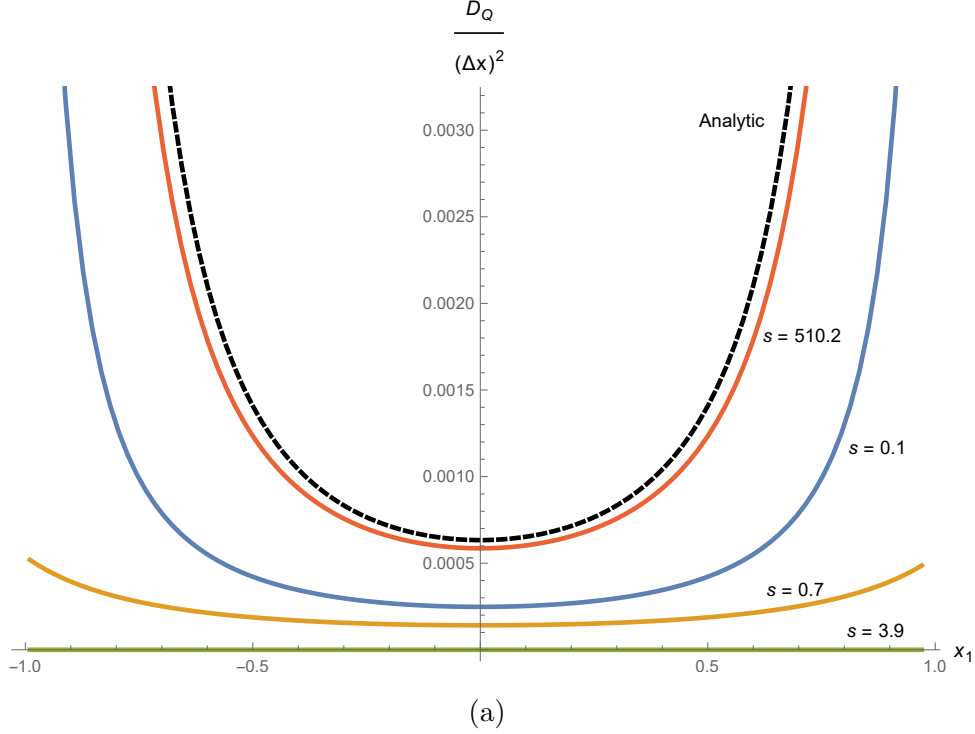 D_Q
(Δx)^2
0.0030
Analytic
0.0025
0.0020
s = 510.2
0.0015
s = 0.1
0.0010
0.0005
s = 0.7
s = 3.9
x_1
−1.0 −0.5 0.5 1.0
(a)